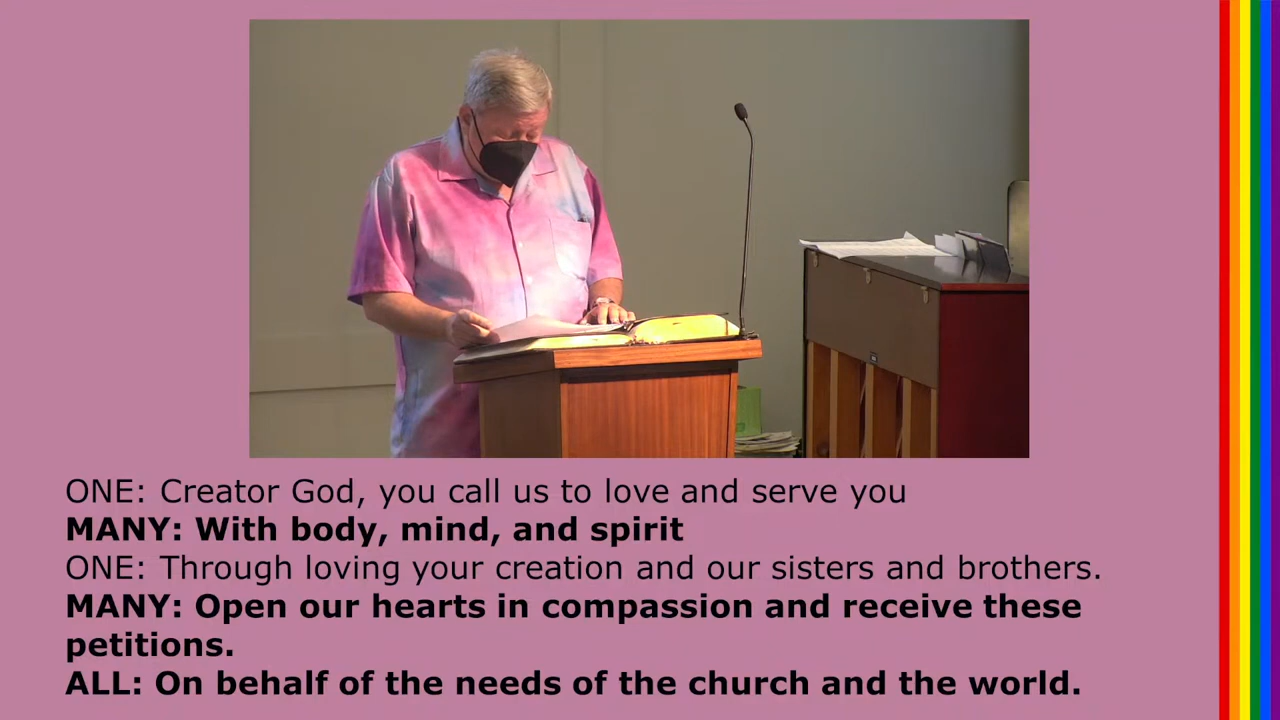 ONE: Creator God, you call us to love and serve you
MANY: With body, mind, and spirit
ONE: Through loving your creation and our sisters and brothers.
MANY: Open our hearts in compassion and receive these
petitions.
ALL: On behalf of the needs of the church and the world.